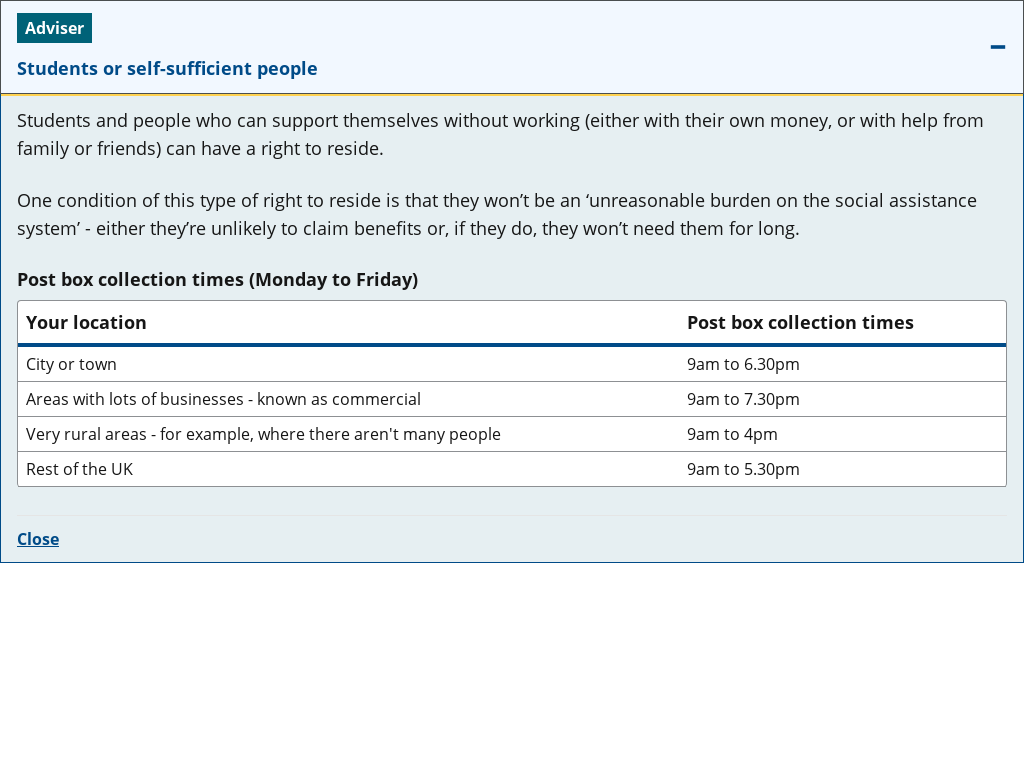 Adviser
Students or self-sufficient people
Students and people who can support themselves without working (either with their own money, or with help from
family or friends) can have a right to reside.
One condition of this type of right to reside is that they won’t be an ‘unreasonable burden on the social assistance
system’ - either they’re unlikely to claim benefits or, if they do, they won’t need them for long.
Post box collection times (Monday to Friday)
Your location Post box collection times
City or town 9am to 6.30pm
Areas with lots of businesses - known as commercial 9am to 7.30pm
Very rural areas - for example, where there aren't many people 9am to 4pm
Rest of the UK 9am to 5.30pm
Close